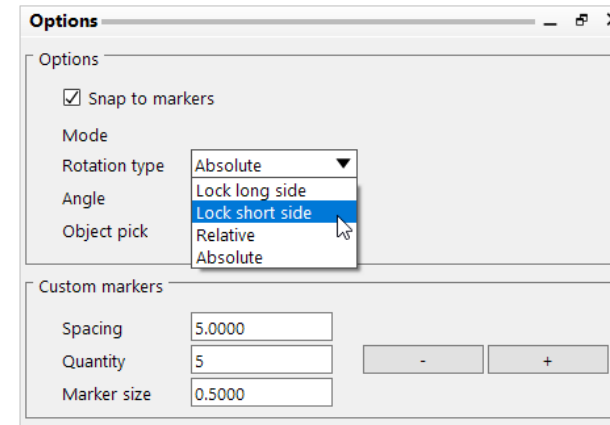 Options
Options
Snap to markers
Mode
Rotation type Absolute
Lock long side
Angle
Lock short side
Object pick Relative
Absolute
Custom markers
Spacing 5.0000
Quantity 5 - +
Marker size 0.5000